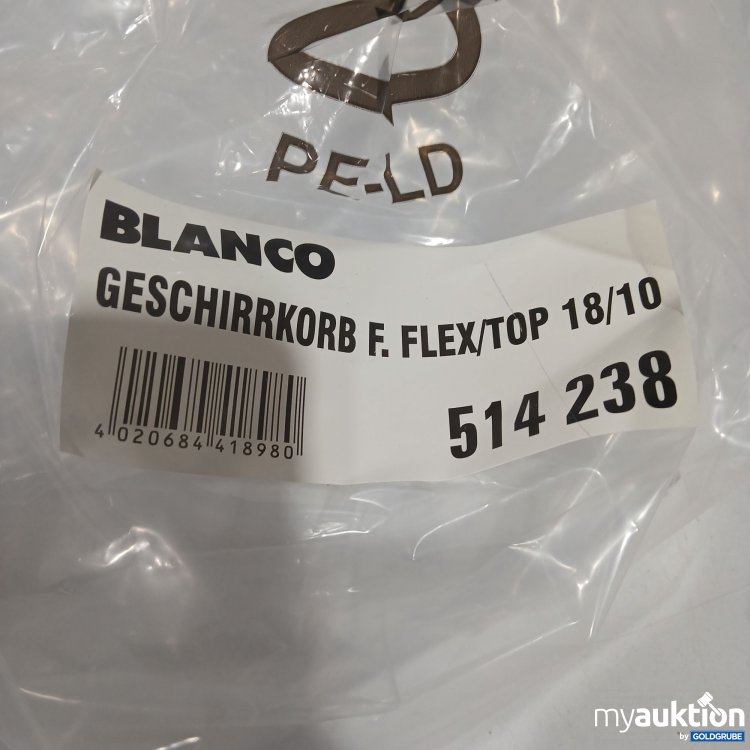 PE-LD
BLANCO
GESCHIRRKORB F. FLEX/TOP 18/10
514 238
4 020684 418980
myauktion
by GOLDGRUBE